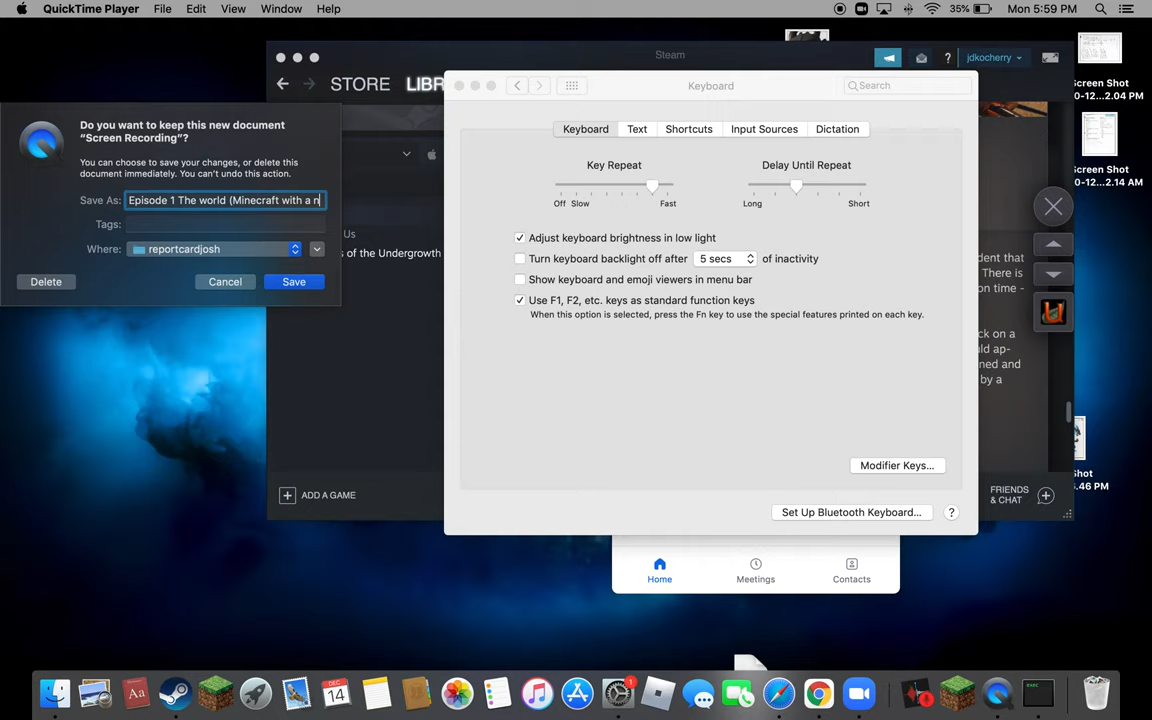 QuickTime Player File Edit View Window Help
35% Mon 5:59 PM
Steam
jdkocherry
STORE LIBR
Do you want to keep this new document
“Screen Recording”?
You can choose to save your changes, or delete this
document immediately. You can’t undo this action.
Save As: Episode 1 The world (Minecraft with a n
Tags:
Where: reportcardjosh
Delete Cancel Save
Us
s of the Undergrowth
ADD A GAME
Keyboard
Search
Keyboard Text Shortcuts Input Sources Dictation
Key Repeat
Off Slow Fast
Delay Until Repeat
Long Short
Adjust keyboard brightness in low light
Turn keyboard backlight off after 5 secs of inactivity
Show keyboard and emoji viewers in menu bar
Use F1, F2, etc. keys as standard function keys
When this option is selected, press the Fn key to use the special features printed on each key.
Modifier Keys...
Set Up Bluetooth Keyboard...
?
dent that
There is
on time -
ck on a
uld ap-
ned and
by a
FRIENDS
& CHAT
creen Shot
0-12...2.04 PM
creen Shot
0-12...2.14 AM
Shot
.46 PM
Home Meetings Contacts
Aa
DEC
14
1